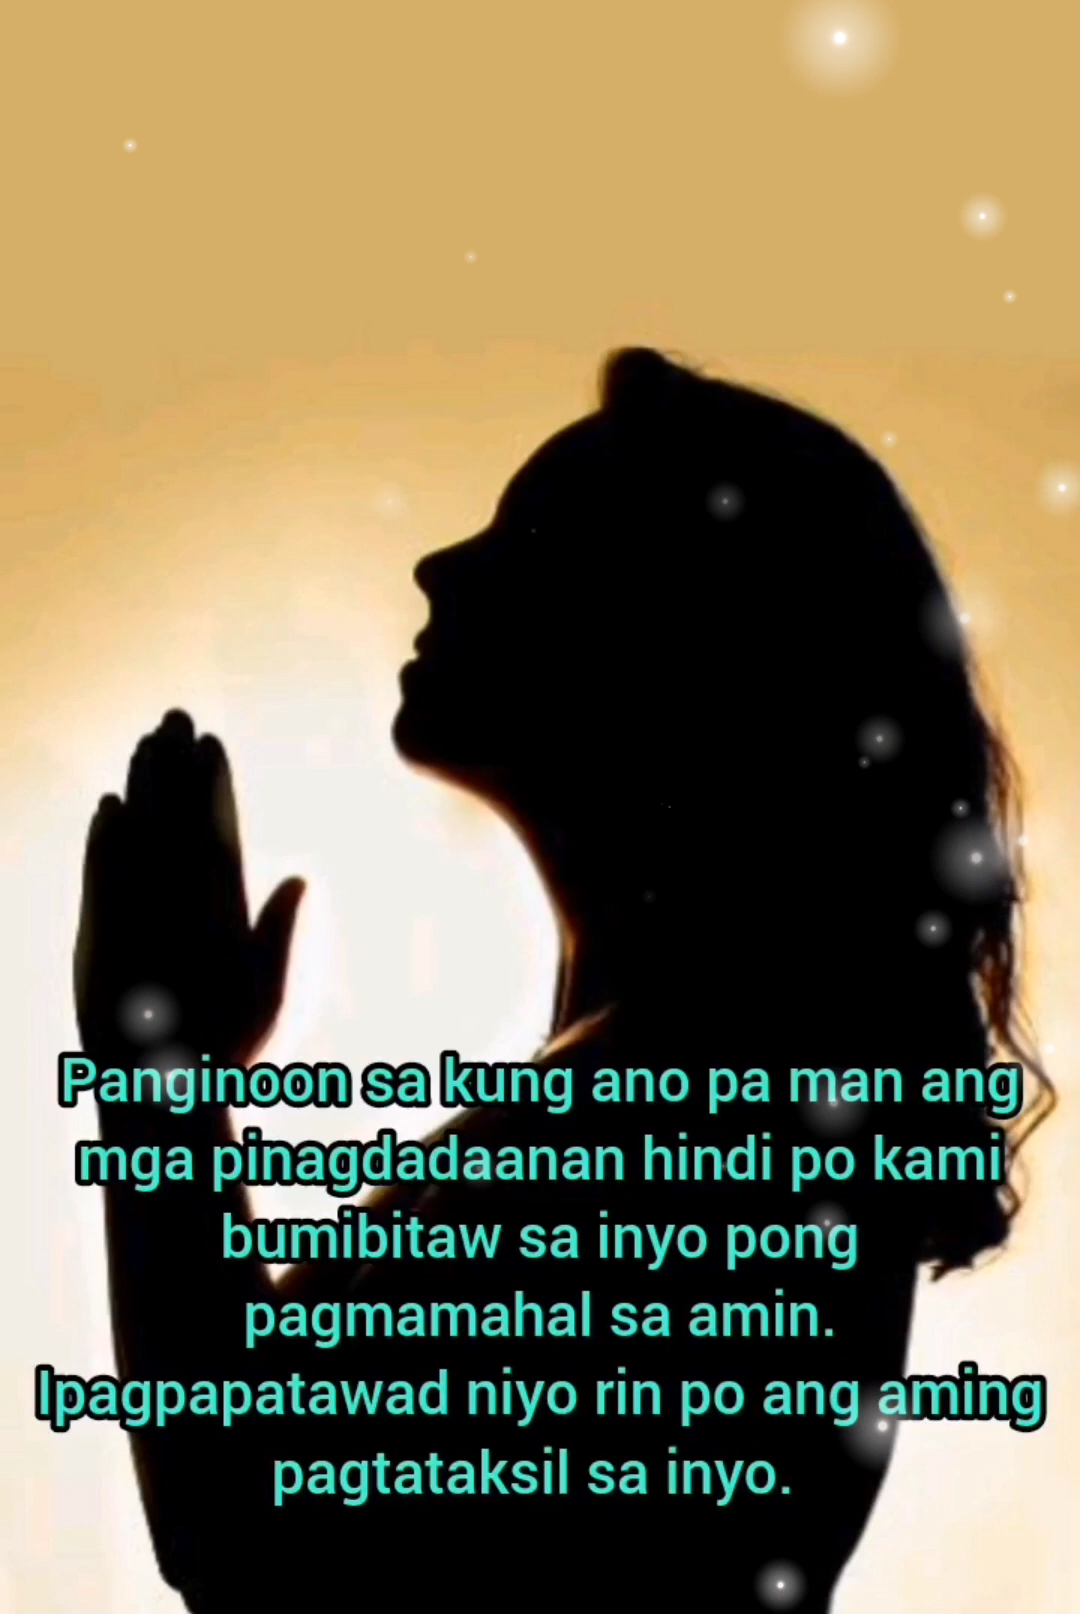 Panginoon sa kung ano pa man ang
mga pinagdadaanan hindi po kami
bumibitaw sa inyo pong
pagmamahal sa amin.
Ipagpapatawad niyo rin po ang aming
pagtataksil sa inyo.